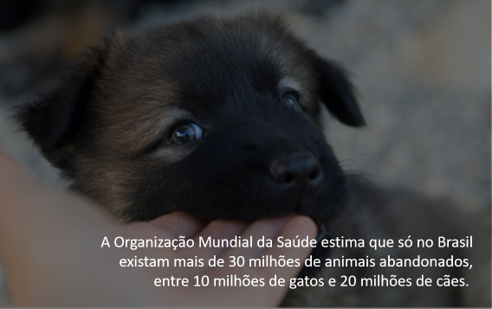 A Organização Mundial da Saúde estima que só no Brasil
existam mais de 30 milhões de animais abandonados,
entre 10 milhões de gatos e 20 milhões de cães.